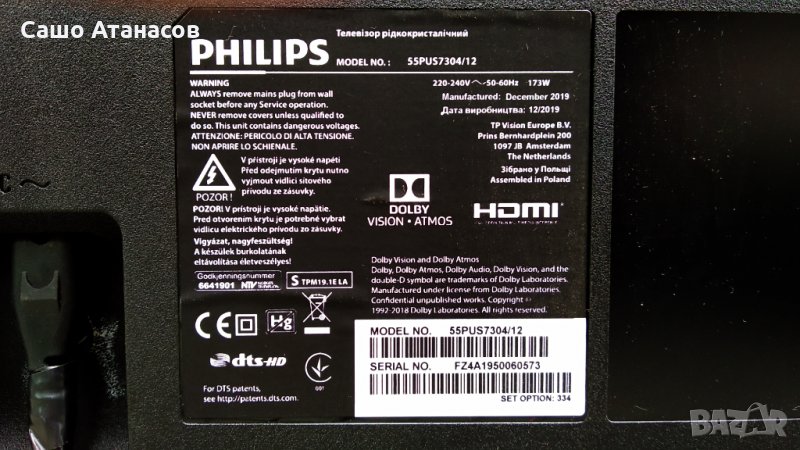 Сашо Атанасов
PHILIPS
Телевізор рідкокристалічний
MODEL NO.: 55PUS7304/12
WARNING
ALWAYS remove mains plug from wall
socket before any Service operation.
NEVER remove covers unless qualified to
do so. This unit contains dangerous voltages.
ATTENZIONE: PERICOLO DI ALTA TENSIONE.
NON APRIRE LO SCHIENALE.
220-240V ~ 50-60Hz 173W
Manufactured: December 2019
Дата виробництва: 12/2019
TP Vision Europe B.V.
Prins Bernhardplein 200
1097 JB Amsterdam
The Netherlands
Зібрано у Польщі
Assembled in Poland
POZOR!
V přístroji je vysoké napětí
Před odejmutím krytu nutno
vyjmout vidlici síťového
přívodu ze zásuvky.
POZOR! V prístroji je vysoké napätie.
Pred otvorením krytu je potrebné vybrat
vidlicu elektrického prívodu zo zásuvky.
Vigyázat, nagyfeszültség!
A készülek burkolatának
eltávolítása életveszélyes!
DOLBY
VISION·ATMOS
HDMI
Godkjenningsnummer
6641901
S TPM19.1E LA
Dolby Vision and Dolby Atmos
Dolby, Dolby Atmos, Dolby Audio, Dolby Vision, and the
double-D symbol are trademarks of Dolby Laboratories.
Manufactured under license from Dolby Laboratories.
Confidential unpublished works. Copyright ©
1992-2018 Dolby Laboratories. All rights reserved.
CE
Hg
dts-HD
001
For DTS patents,
see http://patents.dts.com.
MODEL NO. 55PUS7304/12
SERIAL NO. FZ4A1950060573
SET OPTION: 334
BAZAR